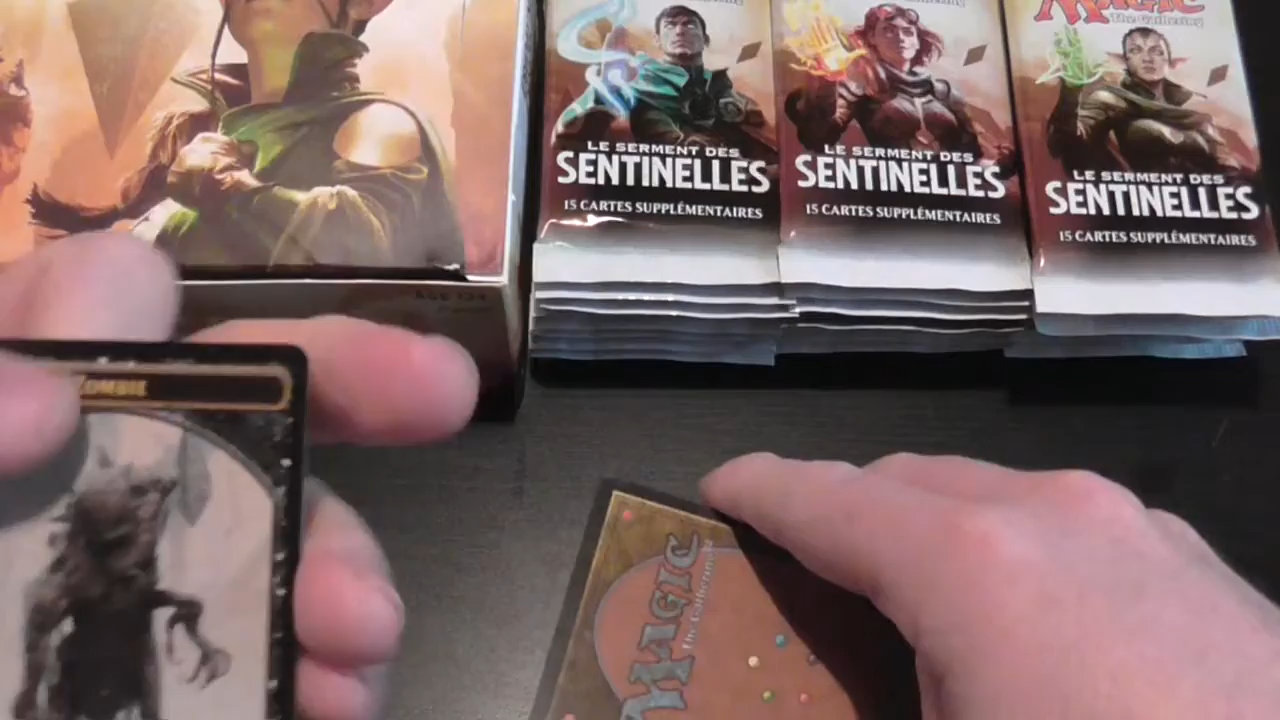 LE SERMENT DES
SENTINELLES
15 CARTES SUPPLÉMENTAIRES
LE SERMENT DES
SENTINELLES
15 CARTES SUPPLÉMENTAIRES
MAGIC
The Gathering
LE SERMENT DES
SENTINELLES
15 CARTES SUPPLÉMENTAIRES
ZOMBIE
MAGIC
The Gathering